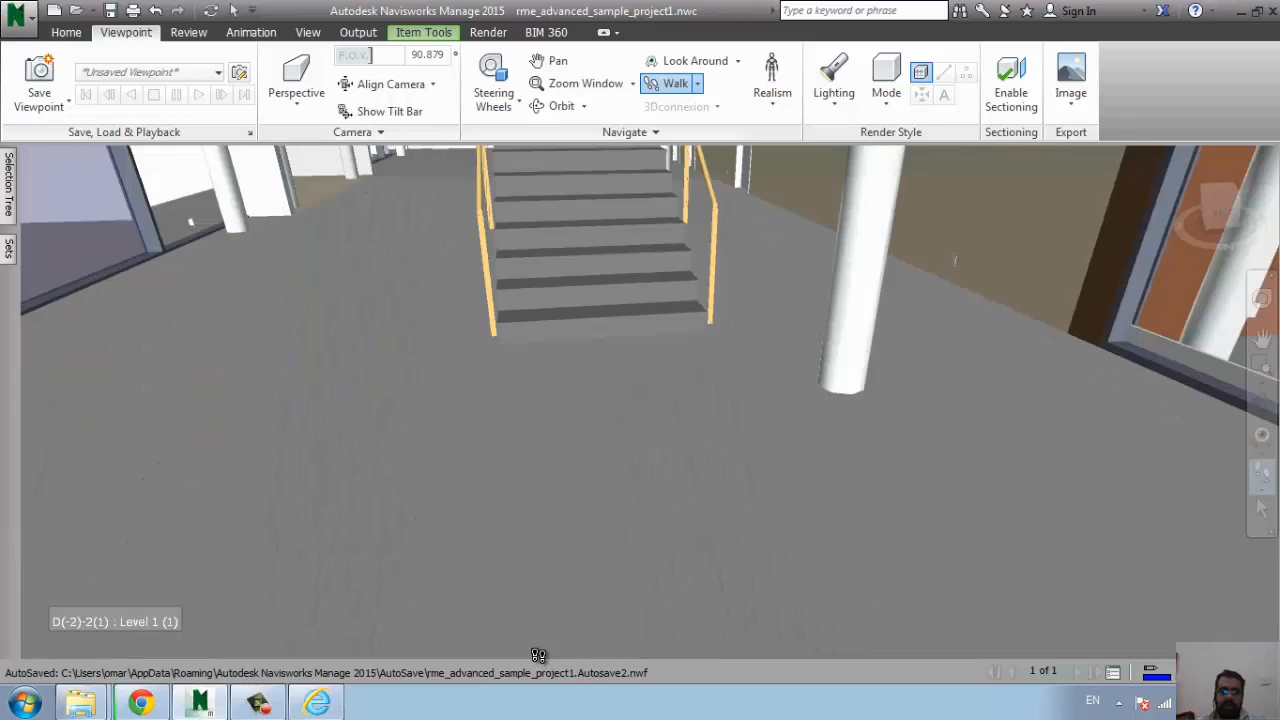 Autodesk Navisworks Manage 2015 rme_advanced_sample_project1.nwc
Type a keyword or phrase
Sign In
Home Viewpoint Review Animation View Output Item Tools Render BIM 360
Save Viewpoint
*Unsaved Viewpoint*
Save, Load & Playback
Perspective
F.O.V. 90.879 °
Align Camera
Show Tilt Bar
Camera
Steering Wheels
Pan
Zoom Window
Orbit
Look Around
Walk
3Dconnexion
Navigate
Realism
Lighting
Mode
A
Render Style
Enable Sectioning
Sectioning
Image
Export
Selection Tree
Sets
D(-2)-2(1) : Level 1 (1)
AutoSaved: C:\Users\omar\AppData\Roaming\Autodesk Navisworks Manage 2015\AutoSave\rme_advanced_sample_project1.Autosave2.nwf
1 of 1
EN